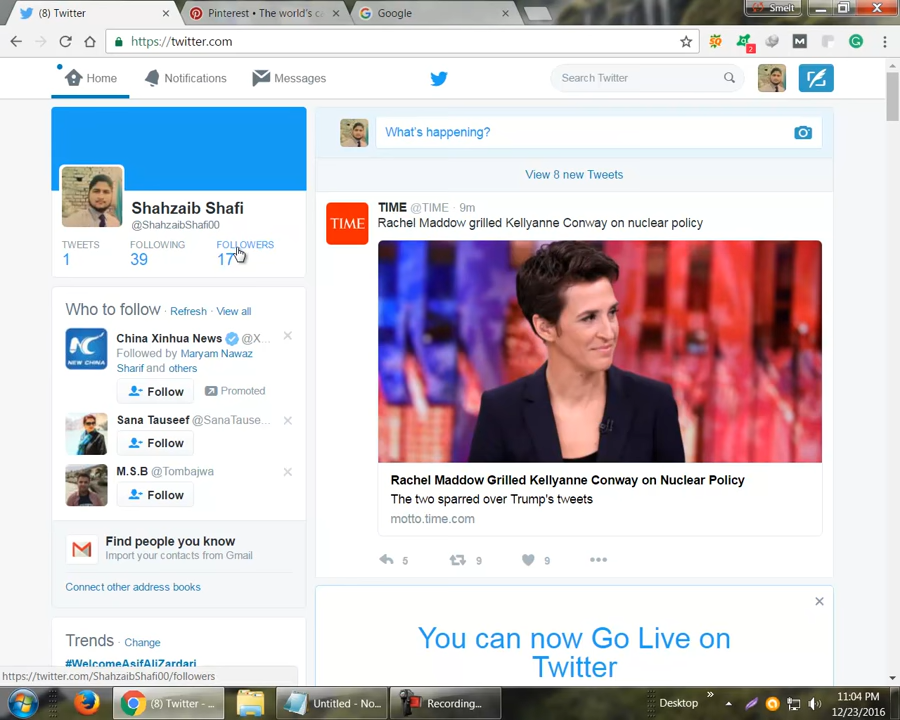 (8) Twitter
Pinterest • The world's ca
Google
Smelt
https://twitter.com
2
Home
Notifications
Messages
Search Twitter
What's happening?
View 8 new Tweets
Shahzaib Shafi
@ShahzaibShafi00
TWEETS
FOLLOWING
FOLLOWERS
1
39
17
TIME
TIME @TIME · 9m
Rachel Maddow grilled Kellyanne Conway on nuclear policy
Rachel Maddow Grilled Kellyanne Conway on Nuclear Policy
The two sparred over Trump's tweets
motto.time.com
5
9
9
Who to follow · Refresh · View all
NEW CHINA
China Xinhua News @X...
Followed by Maryam Nawaz
Sharif and others
Follow
Promoted
Sana Tauseef @SanaTause...
Follow
M.S.B @Tombajwa
Follow
Find people you know
Import your contacts from Gmail
Connect other address books
Trends · Change
#WelcomeAsifAliZardari
You can now Go Live on
Twitter
https://twitter.com/ShahzaibShafi00/followers
(8) Twitter - ...
Untitled - No...
Recording...
Desktop
11:04 PM
12/23/2016